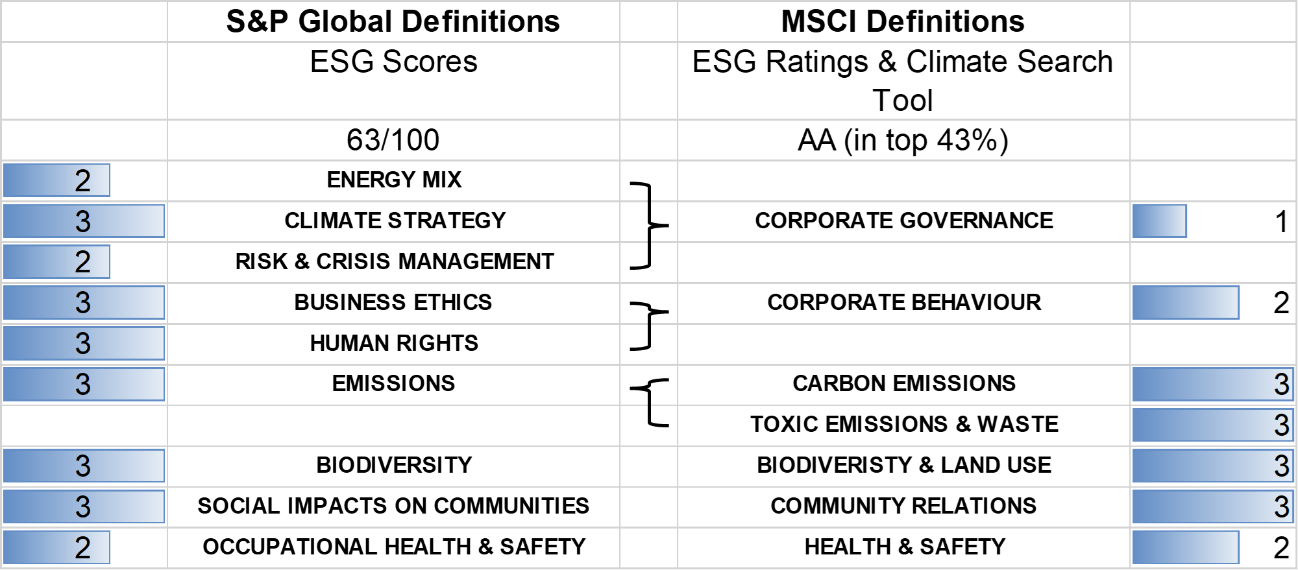 S&P Global Definitions MSCI Definitions
ESG Scores ESG Ratings & Climate Search
Tool
63/100 AA (in top 43%)
2 ENERGY MIX
3 CLIMATE STRATEGY CORPORATE GOVERNANCE 1
2 RISK & CRISIS MANAGEMENT
3 BUSINESS ETHICS CORPORATE BEHAVIOUR 2
3 HUMAN RIGHTS
3 EMISSIONS CARBON EMISSIONS 3
TOXIC EMISSIONS & WASTE 3
3 BIODIVERSITY BIODIVERISTY & LAND USE 3
3 SOCIAL IMPACTS ON COMMUNITIES COMMUNITY RELATIONS 3
2 OCCUPATIONAL HEALTH & SAFETY HEALTH & SAFETY 2